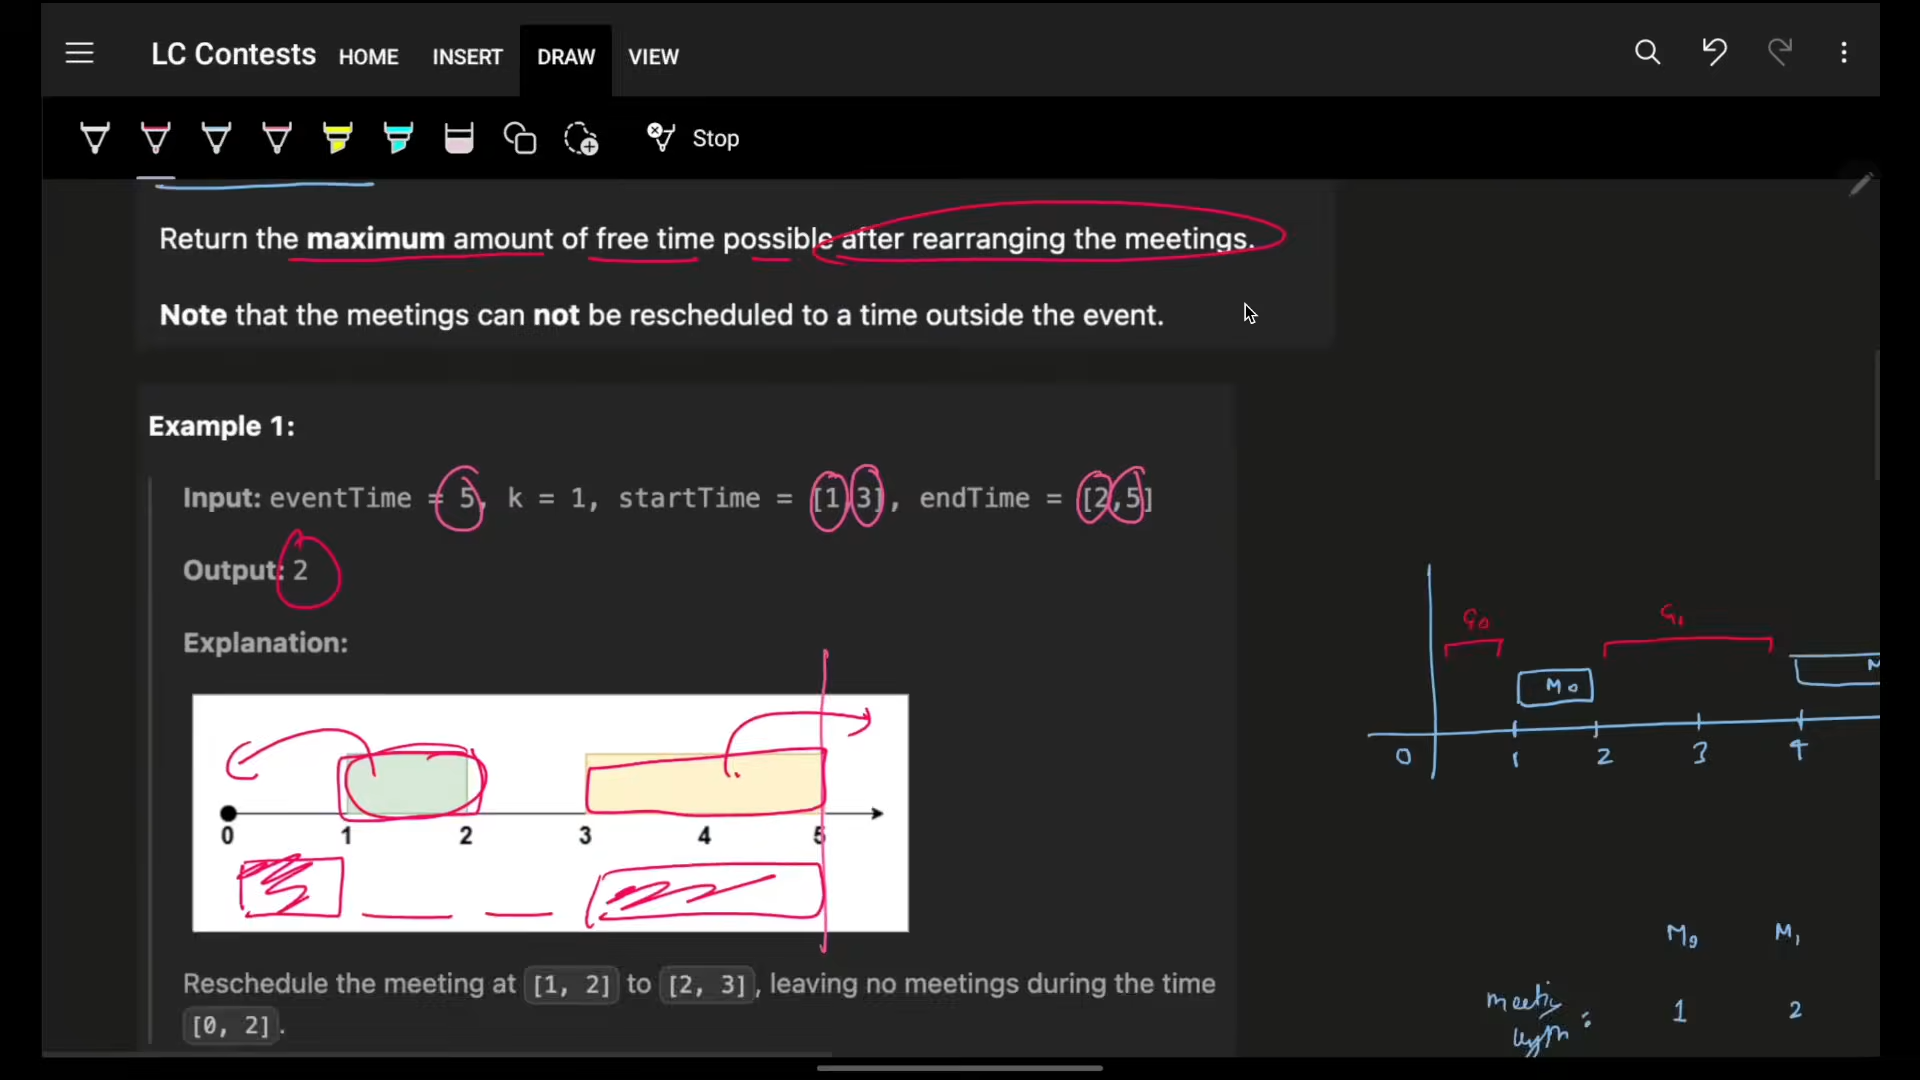 LC Contests HOME INSERT DRAW VIEW
Stop
Return the maximum amount of free time possible after rearranging the meetings.
Note that the meetings can not be rescheduled to a time outside the event.
Example 1:
Input: eventTime = 5, k = 1, startTime = [1,3], endTime = [2,5]
Output: 2
Explanation:
0 1 2 3 4 5
Reschedule the meeting at [1, 2] to [2, 3], leaving no meetings during the time
[0, 2].
G0 G1
M0 M
0 1 2 3 4
M0 M1
meeting 1 2
length :